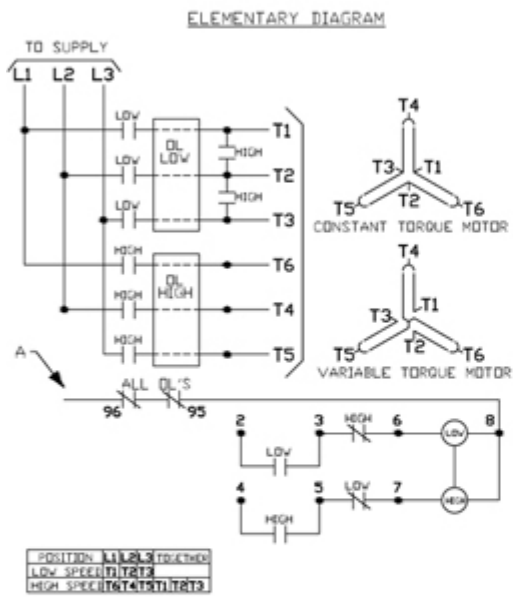 ELEMENTARY DIAGRAM
TO SUPPLY
L1 L2 L3
LOW
OL LOW
T1
HIGH
LOW
T2
HIGH
LOW
T3
HIGH
OL HIGH
T6
HIGH
T4
HIGH
T5
T4
T3 T1
T2
T5 T6
CONSTANT TORQUE MOTOR
T4
T1
T3
T2
T5 T6
VARIABLE TORQUE MOTOR
A
ALL OL'S
96 95
2 3 HIGH 6 LOW 8
LOW
4 5 LOW 7 HIGH
HIGH
POSITION L1 L2 L3 TOGETHER
LOW SPEED T1 T2 T3
HIGH SPEED T6 T4 T5 T1 T2 T3